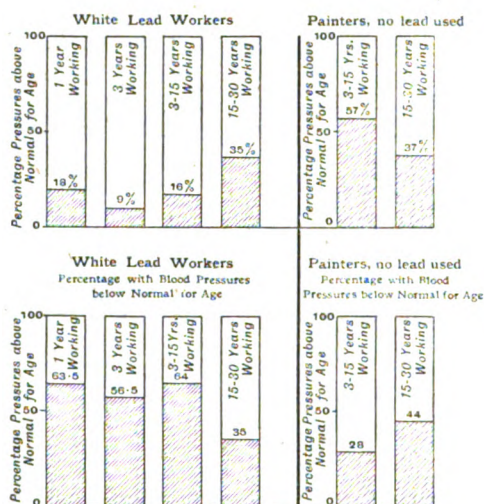 White Lead Workers
Painters, no lead used
Percentage Pressures above
Normal for Age
100
50
0
1 Year
Working
18%
3 Years
Working
9%
3-15 Years
Working
16%
15-30 Years
Working
35%
Percentage Pressures above
Normal for Age
100
50
0
3-15 Yrs.
Working
57%
15-30 Years
Working
37%
White Lead Workers
Percentage with Blood Pressures
below Normal for Age
Painters, no lead used
Percentage with Blood
Pressures below Normal for Age
Percentage Pressures above
Normal for Age
100
50
0
1 Year
Working
63·5
3 Years
Working
56·5
3-15 Yrs.
Working
64
15-30 Years
Working
35
Percentage Pressures above
Normal for Age
100
50
0
3-15 Years
Working
28
15-30 Years
Working
44